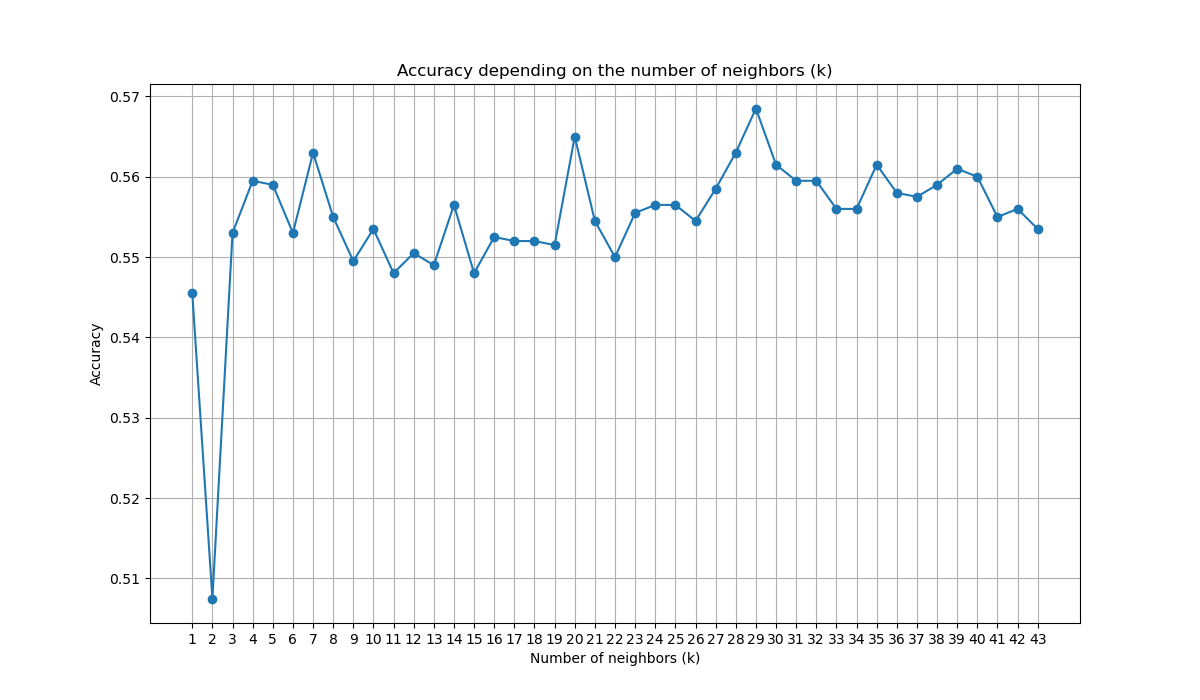 Accuracy depending on the number of neighbors (k)
0.57
0.56
0.55
0.54
0.53
0.52
0.51
Accuracy
1 2 3 4 5 6 7 8 9 10 11 12 13 14 15 16 17 18 19 20 21 22 23 24 25 26 27 28 29 30 31 32 33 34 35 36 37 38 39 40 41 42 43
Number of neighbors (k)